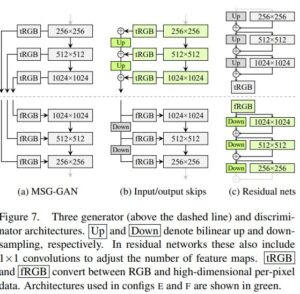 tRGB 256×256
tRGB 512×512
tRGB 1024×1024
fRGB 1024×1024
fRGB 512×512
fRGB 256×256
(a) MSG-GAN
tRGB 256×256
Up
tRGB 512×512
Up
tRGB 1024×1024
fRGB 1024×1024
Down
fRGB 512×512
Down
fRGB 256×256
(b) Input/output skips
Up 256×256
Up 512×512
1024×1024
tRGB
fRGB
Down 1024×1024
Down 512×512
Down 256×256
(c) Residual nets
Figure 7. Three generator (above the dashed line) and discrimi-
nator architectures. Up and Down denote bilinear up and down-
sampling, respectively. In residual networks these also include
1×1 convolutions to adjust the number of feature maps. tRGB
and fRGB convert between RGB and high-dimensional per-pixel
data. Architectures used in configs E and F are shown in green.